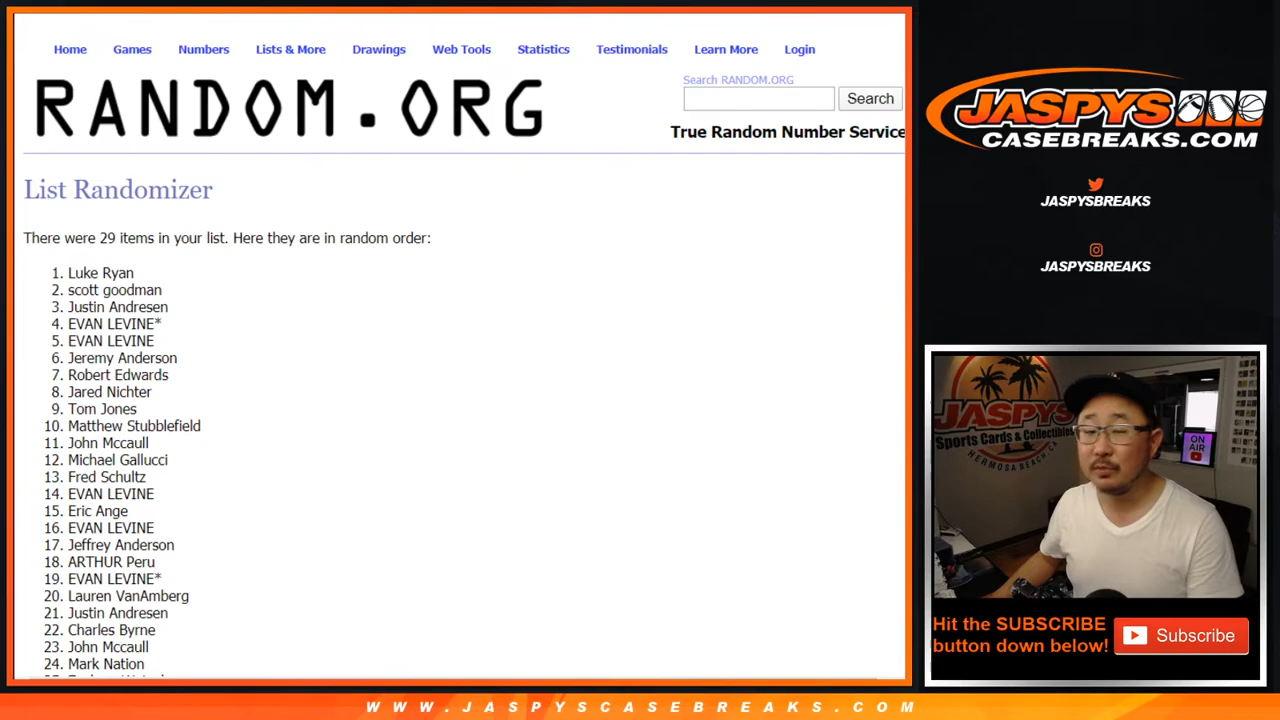 Home Games Numbers Lists & More Drawings Web Tools Statistics Testimonials Learn More Login
RANDOM.ORG
Search RANDOM.ORG
Search
True Random Number Service
List Randomizer
There were 29 items in your list. Here they are in random order:
1. Luke Ryan
2. scott goodman
3. Justin Andresen
4. EVAN LEVINE*
5. EVAN LEVINE
6. Jeremy Anderson
7. Robert Edwards
8. Jared Nichter
9. Tom Jones
10. Matthew Stubblefield
11. John Mccaull
12. Michael Gallucci
13. Fred Schultz
14. EVAN LEVINE
15. Eric Ange
16. EVAN LEVINE
17. Jeffrey Anderson
18. ARTHUR Peru
19. EVAN LEVINE*
20. Lauren VanAmberg
21. Justin Andresen
22. Charles Byrne
23. John Mccaull
24. Mark Nation
JASPYS
CASEBREAKS.COM
JASPYSBREAKS
JASPYSBREAKS
JASPYS
Sports Cards & Collectibles
HERMOSA BEACH, CA
ON
AIR
Hit the SUBSCRIBE
button down below!
Subscribe
WWW.JASPYSCASEBREAKS.COM